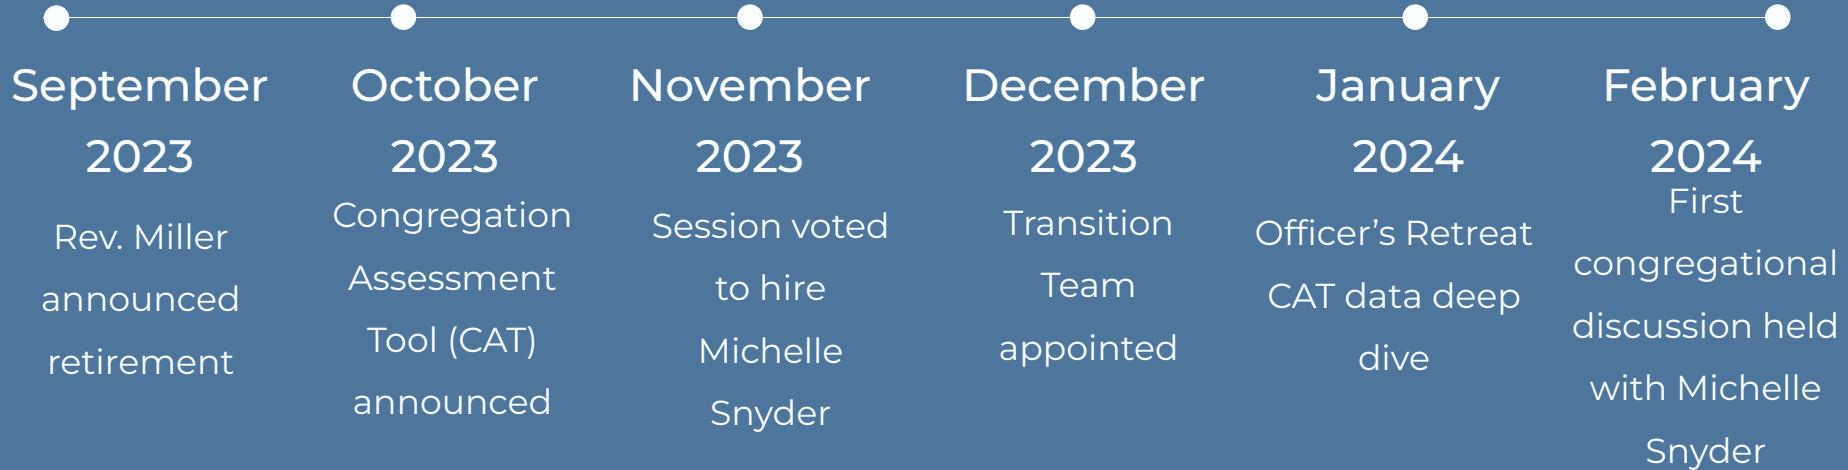 September
2023
Rev. Miller
announced
retirement
October
2023
Congregation
Assessment
Tool (CAT)
announced
November
2023
Session voted
to hire
Michelle
Snyder
December
2023
Transition
Team
appointed
January
2024
Officer’s Retreat
CAT data deep
dive
February
2024
First
congregational
discussion held
with Michelle
Snyder